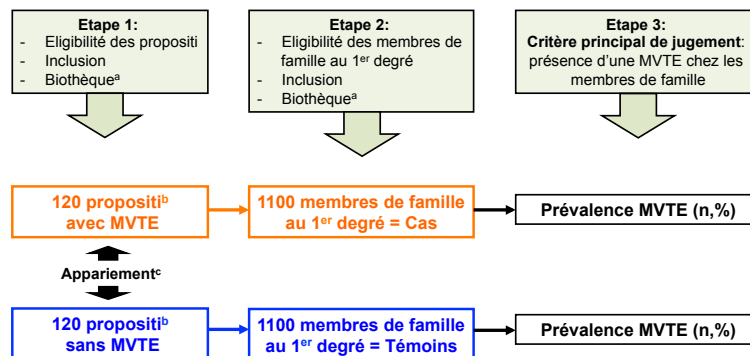 Etape 1:
- Eligibilité des propositi
- Inclusion
- Biothèqueᵃ
Etape 2:
- Eligibilité des membres de
famille au 1ᵉʳ degré
- Inclusion
- Biothèqueᵃ
Etape 3:
Critère principal de jugement:
présence d'une MVTE chez les
membres de famille
120 propositiᵇ
avec MVTE
1100 membres de famille
au 1ᵉʳ degré = Cas
Prévalence MVTE (n,%)
Appariementᶜ
120 propositiᵇ
sans MVTE
1100 membres de famille
au 1ᵉʳ degré = Témoins
Prévalence MVTE (n,%)